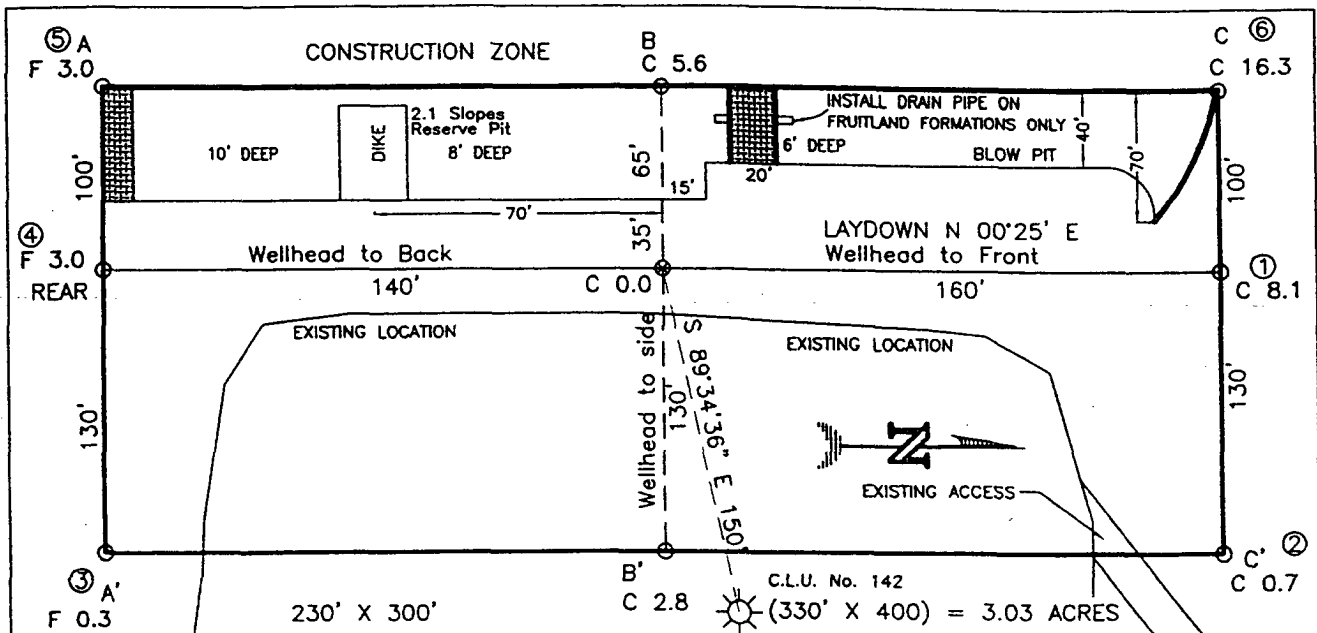 ⑤ A
F 3.0
CONSTRUCTION ZONE
B
C 5.6
C ⑥
C 16.3
INSTALL DRAIN PIPE ON
FRUITLAND FORMATIONS ONLY
2.1 Slopes
Reserve Pit
10' DEEP
DIKE
8' DEEP
6' DEEP
BLOW PIT
40'
70'
100'
65'
100'
15'
20'
70'
35'
④
F 3.0
REAR
Wellhead to Back
140'
C 0.0
LAYDOWN N 00°25' E
Wellhead to Front
160'
①
C 8.1
EXISTING LOCATION
EXISTING LOCATION
130'
Wellhead to side
130'
S 89°34'36" E 150'
130'
N
EXISTING ACCESS
③ A'
F 0.3
230' X 300'
B'
C 2.8
C.L.U. No. 142
(330' X 400) = 3.03 ACRES
C' ②
C 0.7